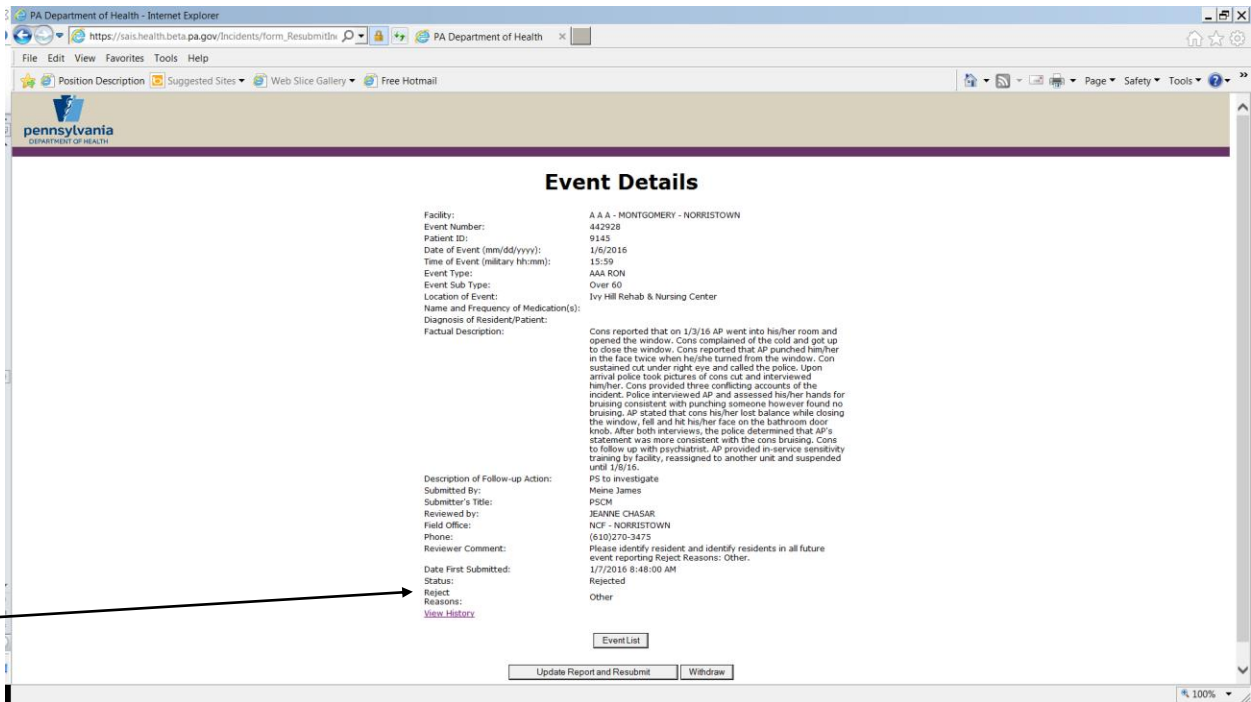 PA Department of Health - Internet Explorer
https://sais.health.beta.pa.gov/Incidents/form_ResubmitInc
PA Department of Health ×
File Edit View Favorites Tools Help
Position Description Suggested Sites Web Slice Gallery Free Hotmail Page Safety Tools »
pennsylvania
DEPARTMENT OF HEALTH
Event Details
Facility: A A A - MONTGOMERY - NORRISTOWN
Event Number: 442928
Patient ID: 9145
Date of Event (mm/dd/yyyy): 1/6/2016
Time of Event (military hh:mm): 15:59
Event Type: AAA RON
Event Sub Type: Over 60
Location of Event: Ivy Hill Rehab & Nursing Center
Name and Frequency of Medication(s):
Diagnosis of Resident/Patient:
Factual Description: Cons reported that on 1/3/16 AP went into his/her room and
opened the window. Cons complained of the cold and got up
to close the window. Cons reported that AP punched him/her
in the face twice when he/she turned from the window. Con
sustained cut under right eye and called the police. Upon
arrival police took pictures of cons cut and interviewed
him/her. Cons provided three conflicting accounts of the
incident. Police interviewed AP and assessed his/her hands for
bruising consistent with punching someone however found no
bruising. AP stated that cons his/her lost balance while closing
the window, fell and hit his/her face on the bathroom door
knob. After both interviews, the police determined that AP's
statement was more consistent with the cons bruising. Cons
to follow up with psychiatrist. AP provided in-service sensitivity
training by facility, reassigned to another unit and suspended
until 1/8/16.
Description of Follow-up Action: PS to investigate
Submitted By: Meine James
Submitter's Title: PSCM
Reviewed by: JEANNE CHASAR
Field Office: NCF - NORRISTOWN
Phone: (610)270-3475
Reviewer Comment: Please identify resident and identify residents in all future
event reporting Reject Reasons: Other.
Date First Submitted: 1/7/2016 8:48:00 AM
Status: Rejected
Reject
Reasons: Other
View History
Event List
Update Report and Resubmit Withdraw
100%